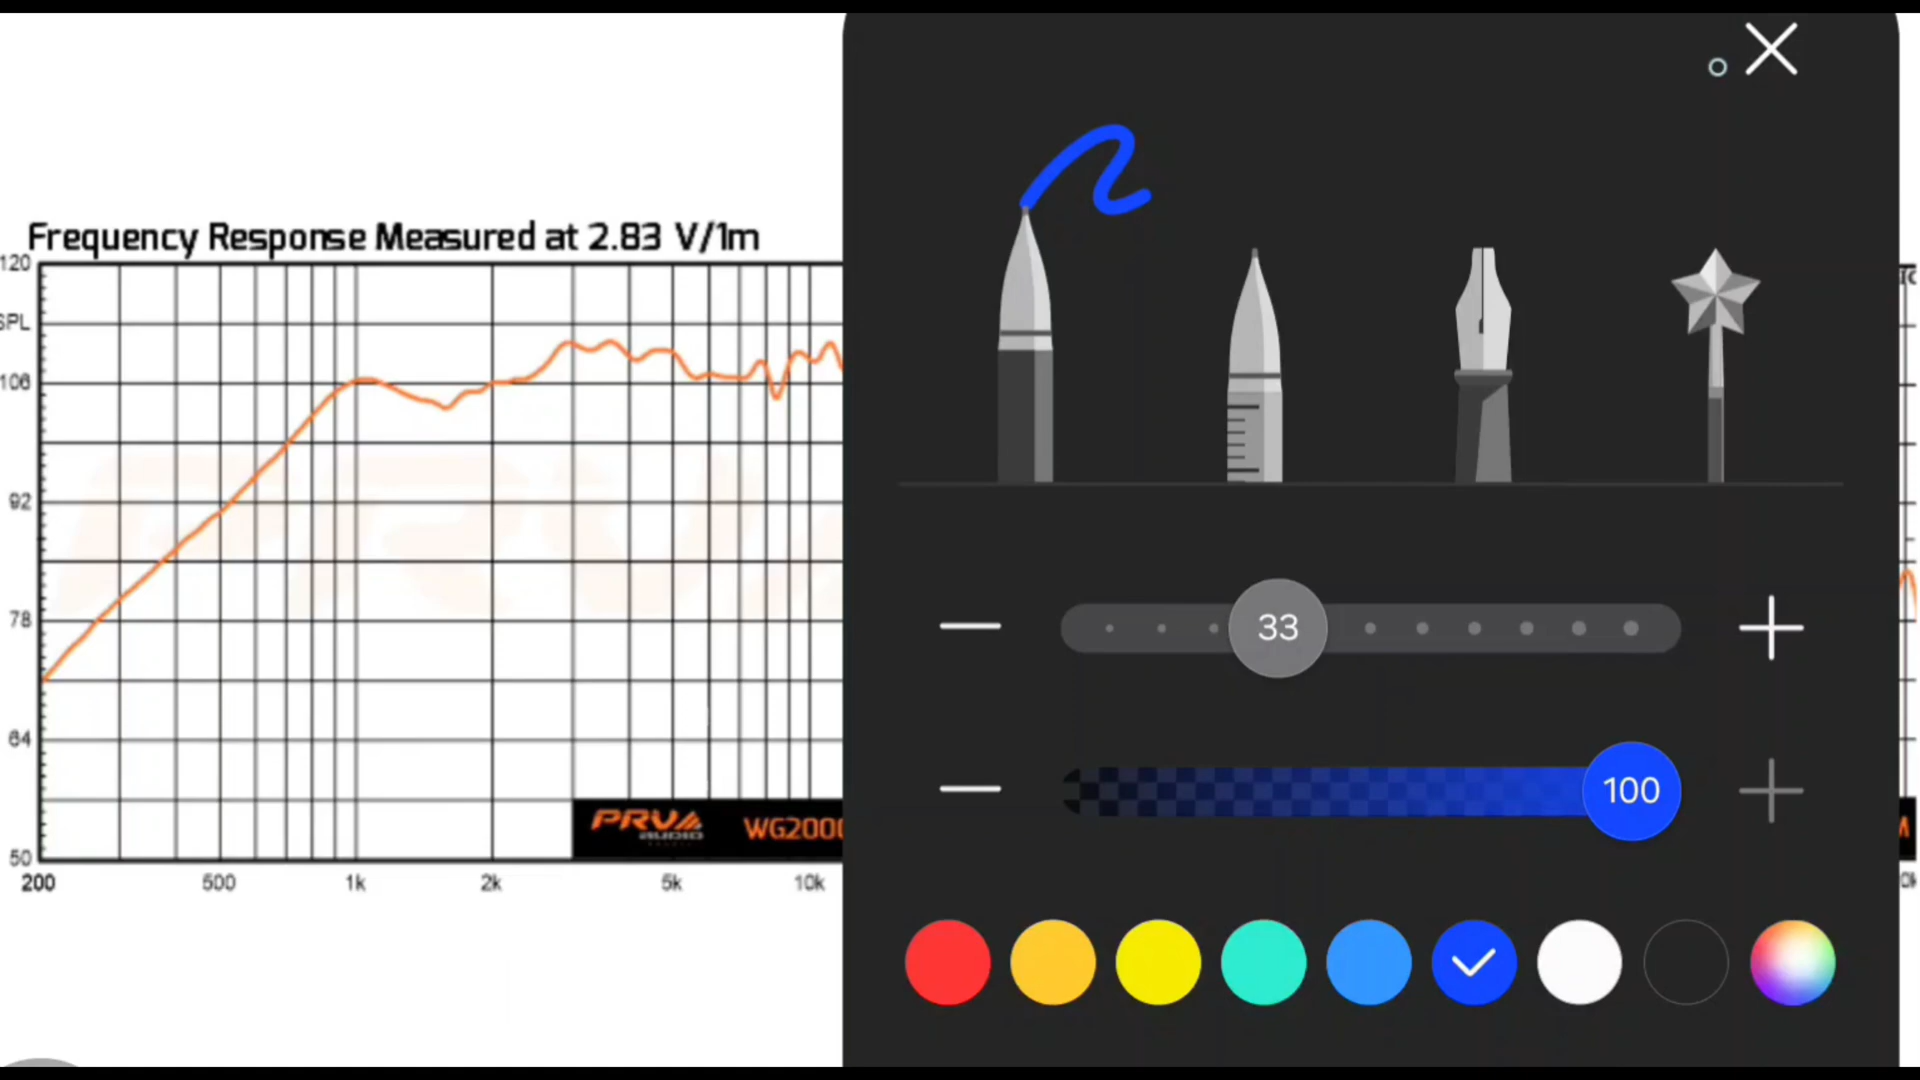 Frequency Response Measured at 2.83 V/1m
120
SPL
106
92
78
64
50
200 500 1k 2k 5k 10k
PRV
AUDIO
WG200
33
100